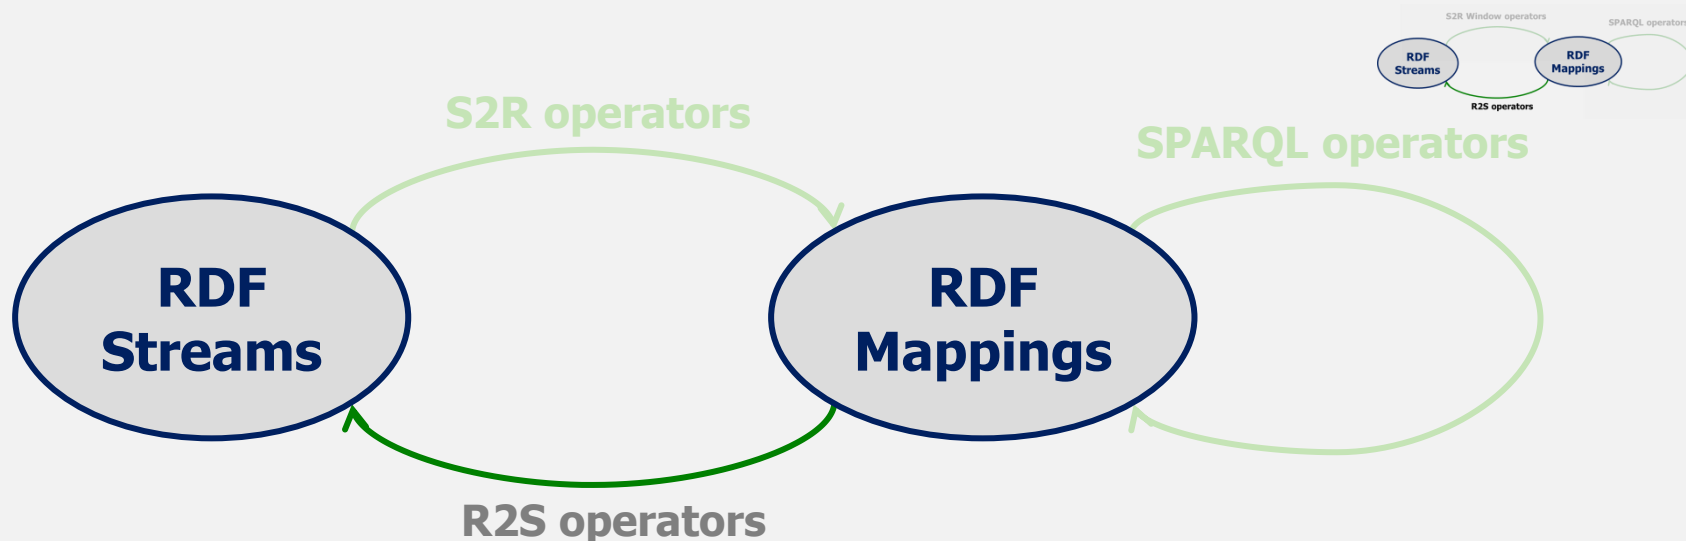 S2R Window operators
SPARQL operators
RDF
Streams
RDF
Mappings
R2S operators
S2R operators
SPARQL operators
RDF
Streams
RDF
Mappings
R2S operators